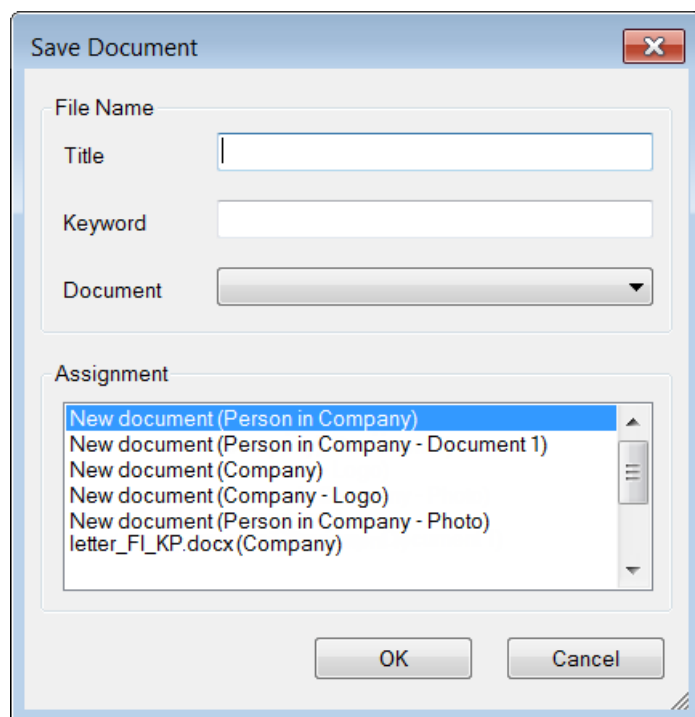 Save Document
File Name
Title
Keyword
Document
Assignment
New document (Person in Company)
New document (Person in Company - Document 1)
New document (Company)
New document (Company - Logo)
New document (Person in Company - Photo)
letter_FI_KP.docx (Company)
OK
Cancel